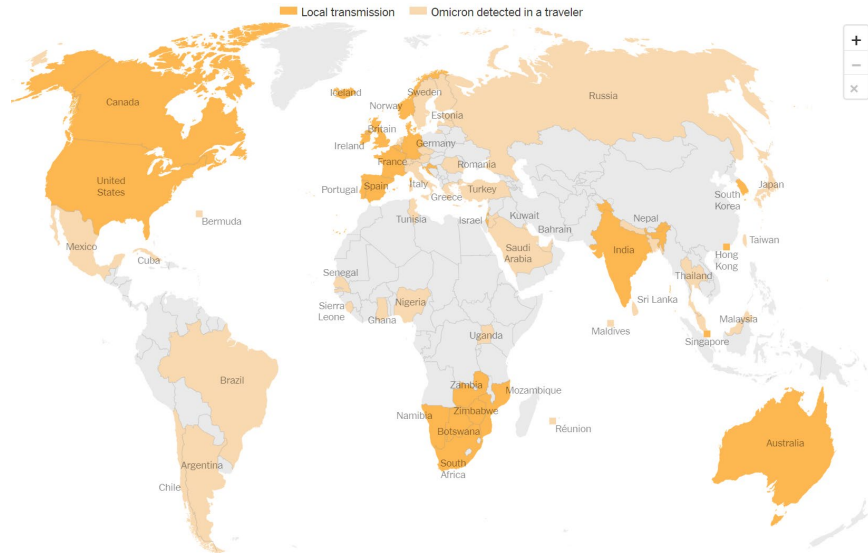 Local transmission
Omicron detected in a traveler
+
−
×
Canada
United
States
Mexico
Cuba
Bermuda
Brazil
Argentina
Chile
Iceland
Norway
Sweden
Estonia
Russia
Britain
Ireland
Germany
France
Romania
Portugal
Spain
Italy
Greece
Turkey
Tunisia
Israel
Kuwait
Bahrain
Saudi
Arabia
Senegal
Sierra
Leone
Ghana
Nigeria
Uganda
Zambia
Mozambique
Namibia
Zimbabwe
Botswana
South
Africa
Réunion
Nepal
India
Sri Lanka
Maldives
Thailand
Malaysia
Singapore
South
Korea
Japan
Taiwan
Hong
Kong
Australia